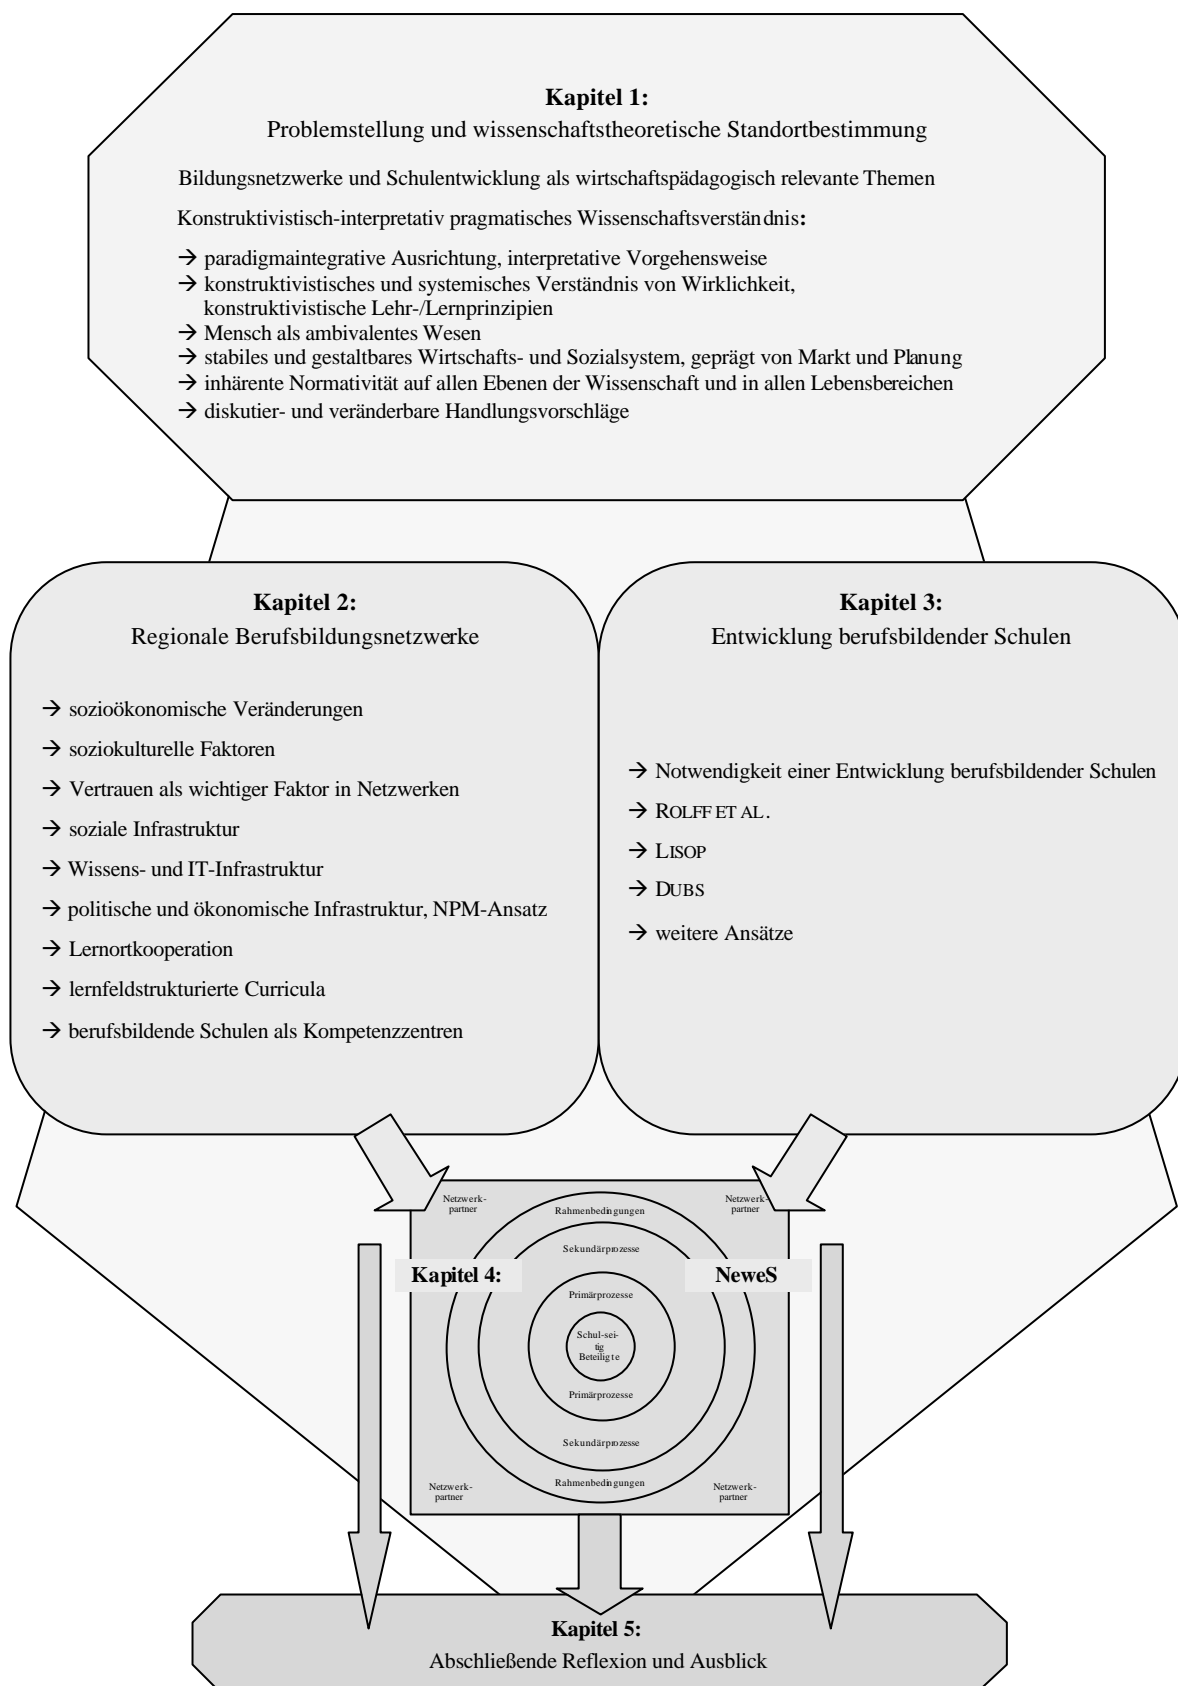 Kapitel 1:
Problemstellung und wissenschaftstheoretische Standortbestimmung
Bildungsnetzwerke und Schulentwicklung als wirtschaftspädagogisch relevante Themen
Konstruktivistisch-interpretativ pragmatisches Wissenschaftsverständnis:
→ paradigmaintegrative Ausrichtung, interpretative Vorgehensweise
→ konstruktivistisches und systemisches Verständnis von Wirklichkeit,
konstruktivistische Lehr-/Lernprinzipien
→ Mensch als ambivalentes Wesen
→ stabiles und gestaltbares Wirtschafts- und Sozialsystem, geprägt von Markt und Planung
→ inhärente Normativität auf allen Ebenen der Wissenschaft und in allen Lebensbereichen
→ diskutier- und veränderbare Handlungsvorschläge
Kapitel 2:
Regionale Berufsbildungsnetzwerke
→ sozioökonomische Veränderungen
→ soziokulturelle Faktoren
→ Vertrauen als wichtiger Faktor in Netzwerken
→ soziale Infrastruktur
→ Wissens- und IT-Infrastruktur
→ politische und ökonomische Infrastruktur, NPM-Ansatz
→ Lernortkooperation
→ lernfeldstrukturierte Curricula
→ berufsbildende Schulen als Kompetenzzentren
Kapitel 3:
Entwicklung berufsbildender Schulen
→ Notwendigkeit einer Entwicklung berufsbildender Schulen
→ ROLFF ET AL.
→ LISOP
→ DUBS
→ weitere Ansätze
Netzwerk-
partner
Netzwerk-
partner
Rahmenbedingungen
Sekundärprozesse
Kapitel 4:
NeweS
Primärprozesse
Schul-sei-
tig
Beteiligte
Primärprozesse
Sekundärprozesse
Rahmenbedingungen
Netzwerk-
partner
Netzwerk-
partner
Kapitel 5:
Abschließende Reflexion und Ausblick